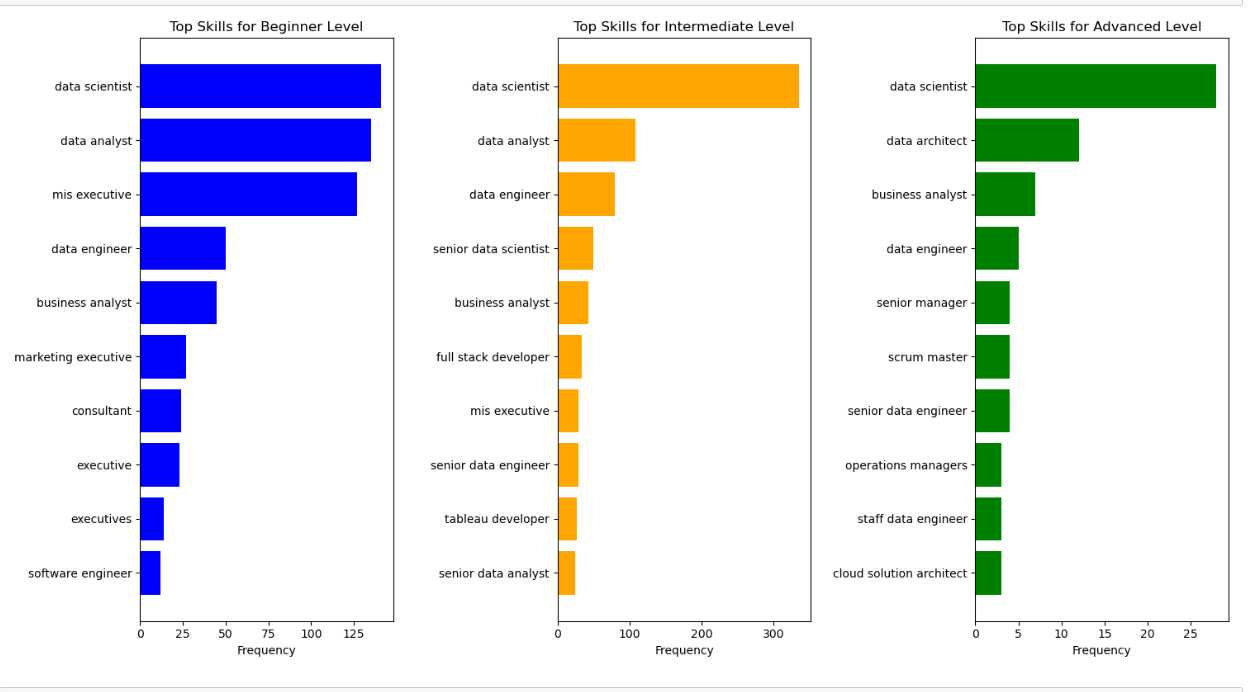 Top Skills for Beginner Level
data scientist
data analyst
mis executive
data engineer
business analyst
marketing executive
consultant
executive
executives
software engineer
0 25 50 75 100 125
Frequency
Top Skills for Intermediate Level
data scientist
data analyst
data engineer
senior data scientist
business analyst
full stack developer
mis executive
senior data engineer
tableau developer
senior data analyst
0 100 200 300
Frequency
Top Skills for Advanced Level
data scientist
data architect
business analyst
data engineer
senior manager
scrum master
senior data engineer
operations managers
staff data engineer
cloud solution architect
0 5 10 15 20 25
Frequency